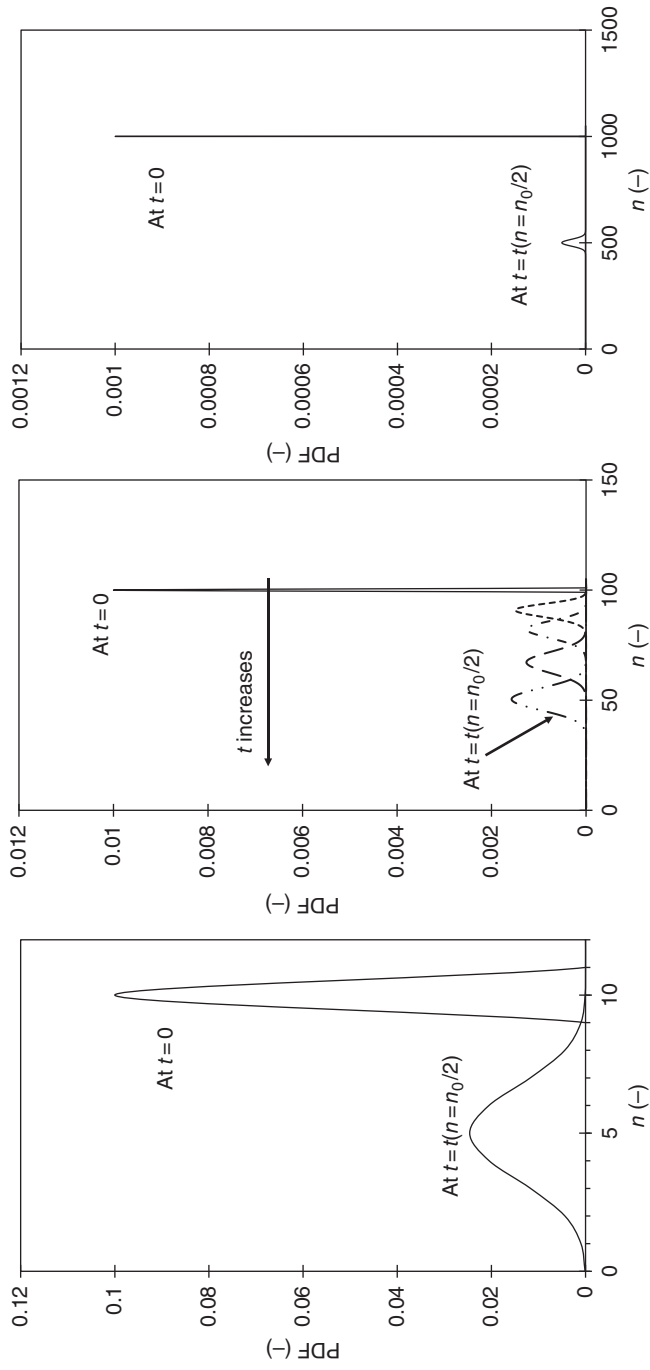 0.12
0.1
0.08
0.06
0.04
0.02
0
PDF (–)
0
5
10
n (–)
At t = 0
At t = t(n = n0/2)
0.012
0.01
0.008
0.006
0.004
0.002
0
PDF (–)
0
50
100
150
n (–)
At t = 0
t increases
At t = t(n = n0/2)
0.0012
0.001
0.0008
0.0006
0.0004
0.0002
0
PDF (–)
0
500
1000
1500
n (–)
At t = 0
At t = t(n = n0/2)